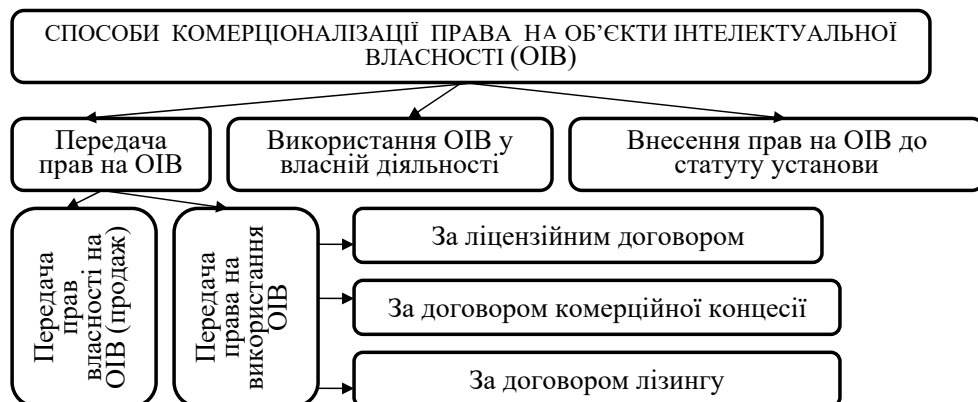 СПОСОБИ КОМЕРЦІОНАЛІЗАЦІЇ ПРАВА НА ОБ’ЄКТИ ІНТЕЛЕКТУАЛЬНОЇ
ВЛАСНОСТІ (ОІВ)
Передача
прав на ОІВ
Використання ОІВ у
власній діяльності
Внесення прав на ОІВ до
статуту установи
Передача
прав
власності на
ОІВ (продаж)
Передача
права на
використання
ОІВ
За ліцензійним договором
За договором комерційної концесії
За договором лізингу